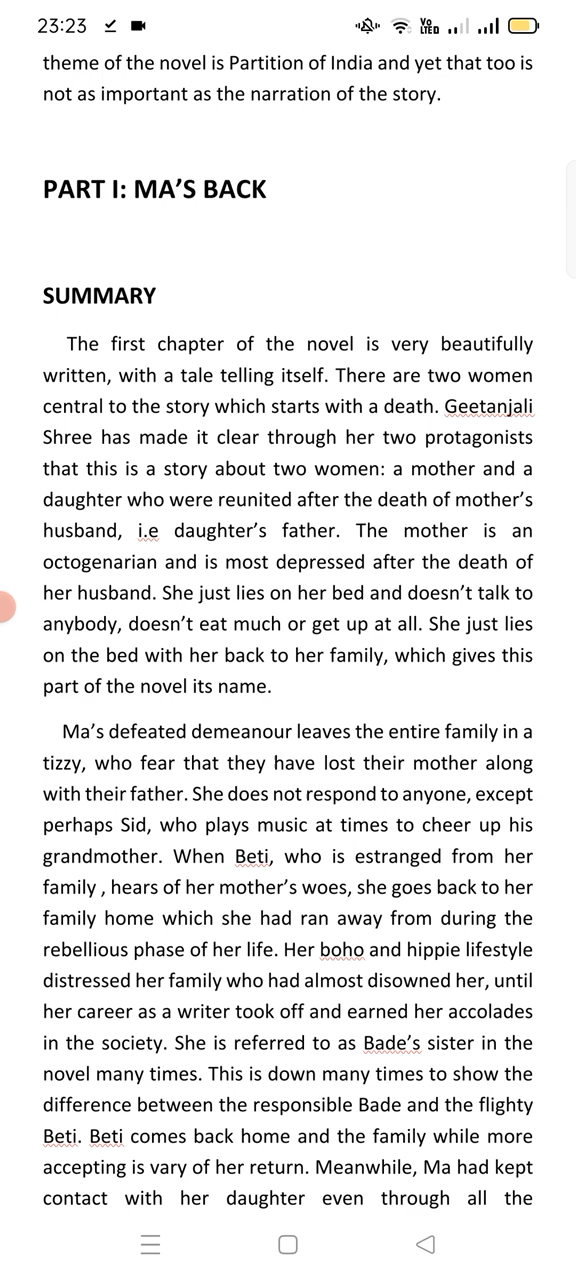 23:23
VO LTED
theme of the novel is Partition of India and yet that too is
not as important as the narration of the story.
PART I: MA'S BACK
SUMMARY
The first chapter of the novel is very beautifully
written, with a tale telling itself. There are two women
central to the story which starts with a death. Geetanjali
Shree has made it clear through her two protagonists
that this is a story about two women: a mother and a
daughter who were reunited after the death of mother's
husband, i.e daughter's father. The mother is an
octogenarian and is most depressed after the death of
her husband. She just lies on her bed and doesn't talk to
anybody, doesn't eat much or get up at all. She just lies
on the bed with her back to her family, which gives this
part of the novel its name.
Ma's defeated demeanour leaves the entire family in a
tizzy, who fear that they have lost their mother along
with their father. She does not respond to anyone, except
perhaps Sid, who plays music at times to cheer up his
grandmother. When Beti, who is estranged from her
family , hears of her mother's woes, she goes back to her
family home which she had ran away from during the
rebellious phase of her life. Her boho and hippie lifestyle
distressed her family who had almost disowned her, until
her career as a writer took off and earned her accolades
in the society. She is referred to as Bade's sister in the
novel many times. This is down many times to show the
difference between the responsible Bade and the flighty
Beti. Beti comes back home and the family while more
accepting is vary of her return. Meanwhile, Ma had kept
contact with her daughter even through all the